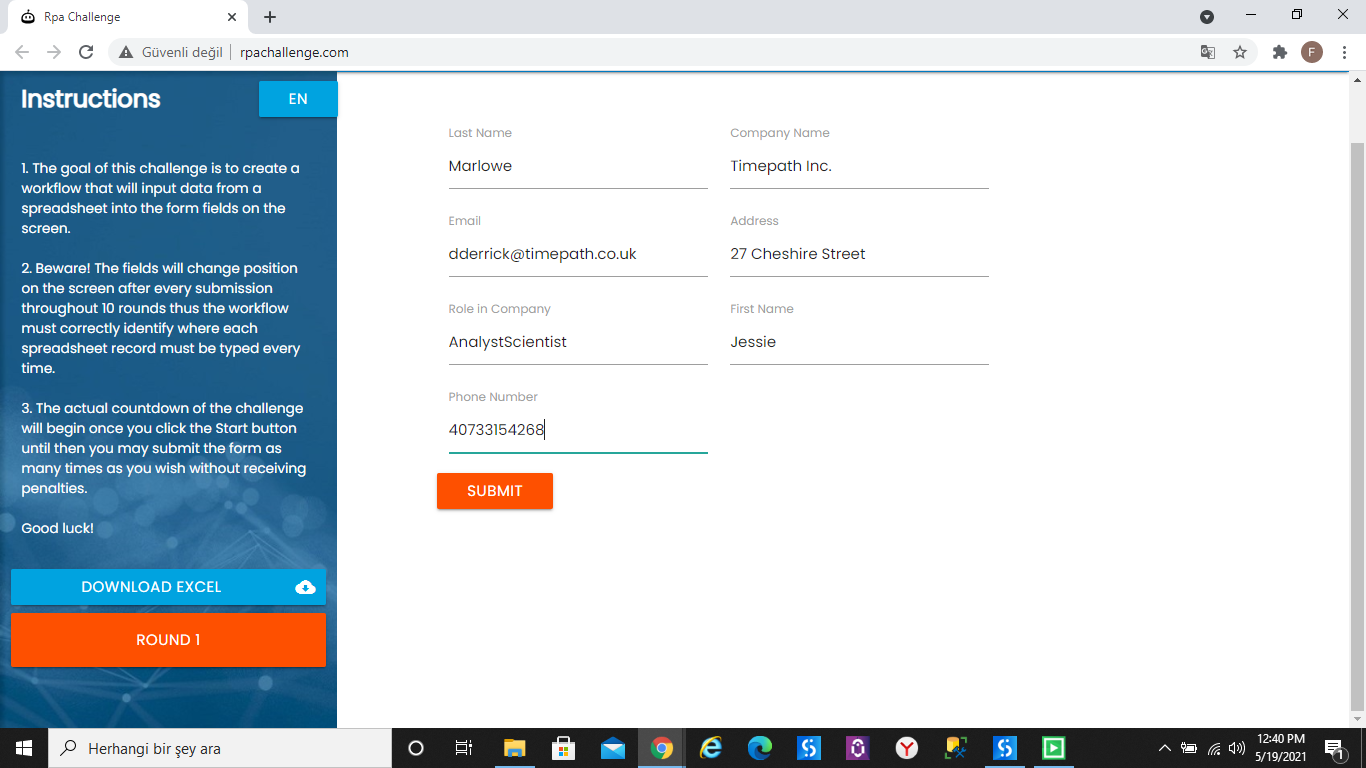 Rpa Challenge
Güvenli değil
rpachallenge.com
F
Instructions
EN
1. The goal of this challenge is to create a
workflow that will input data from a
spreadsheet into the form fields on the
screen.
2. Beware! The fields will change position
on the screen after every submission
throughout 10 rounds thus the workflow
must correctly identify where each
spreadsheet record must be typed every
time.
3. The actual countdown of the challenge
will begin once you click the Start button
until then you may submit the form as
many times as you wish without receiving
penalties.
Good luck!
DOWNLOAD EXCEL
ROUND 1
Last Name
Marlowe
Company Name
Timepath Inc.
Email
dderrick@timepath.co.uk
Address
27 Cheshire Street
Role in Company
AnalystScientist
First Name
Jessie
Phone Number
40733154268
SUBMIT
Herhangi bir şey ara
12:40 PM
5/19/2021
1